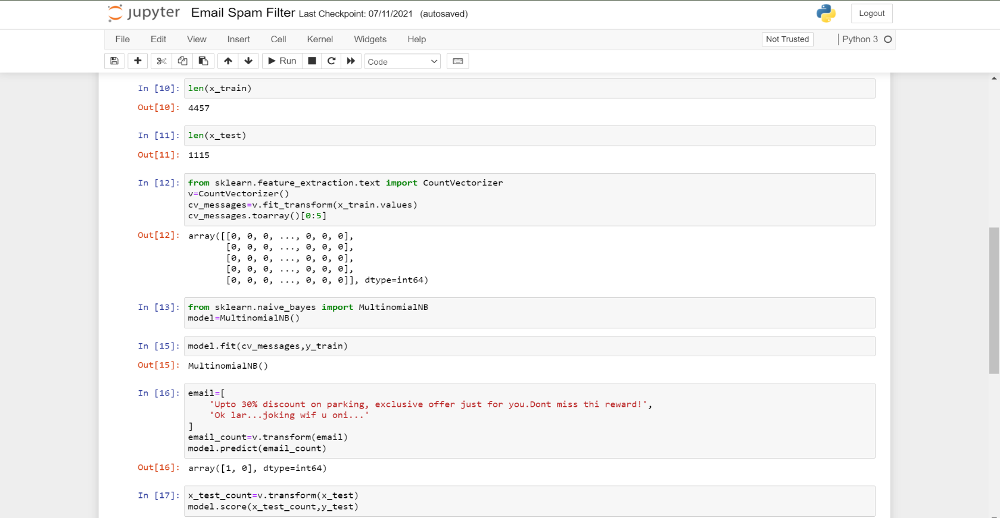 jupyter Email Spam Filter Last Checkpoint: 07/11/2021 (autosaved) Logout
File Edit View Insert Cell Kernel Widgets Help Not Trusted Python 3
Run Code
In [10]: len(x_train)
Out[10]: 4457
In [11]: len(x_test)
Out[11]: 1115
In [12]: from sklearn.feature_extraction.text import CountVectorizer
v=CountVectorizer()
cv_messages=v.fit_transform(x_train.values)
cv_messages.toarray()[0:5]
Out[12]: array([[0, 0, 0, ..., 0, 0, 0],
[0, 0, 0, ..., 0, 0, 0],
[0, 0, 0, ..., 0, 0, 0],
[0, 0, 0, ..., 0, 0, 0],
[0, 0, 0, ..., 0, 0, 0]], dtype=int64)
In [13]: from sklearn.naive_bayes import MultinomialNB
model=MultinomialNB()
In [15]: model.fit(cv_messages,y_train)
Out[15]: MultinomialNB()
In [16]: email=[
'Upto 30% discount on parking, exclusive offer just for you.Dont miss thi reward!',
'Ok lar...joking wif u oni...'
]
email_count=v.transform(email)
model.predict(email_count)
Out[16]: array([1, 0], dtype=int64)
In [17]: x_test_count=v.transform(x_test)
model.score(x_test_count,y_test)